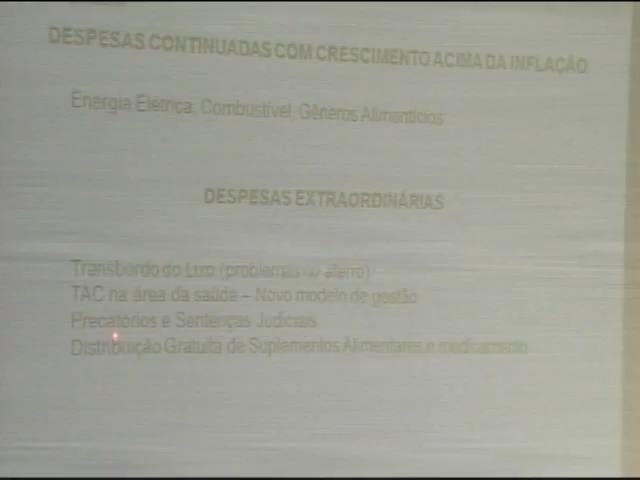 DESPESAS CONTINUADAS COM CRESCIMENTO ACIMA DA INFLAÇÃO
Energia Elétrica, Combustível, Gêneros Alimentícios
DESPESAS EXTRAORDINÁRIAS
Transbordo do Lixo (problemas no aterro)
TAC na área da saúde – Novo modelo de gestão
Precatórios e Sentenças Judiciais
Distribuição Gratuita de Suplementos Alimentares e medicamento